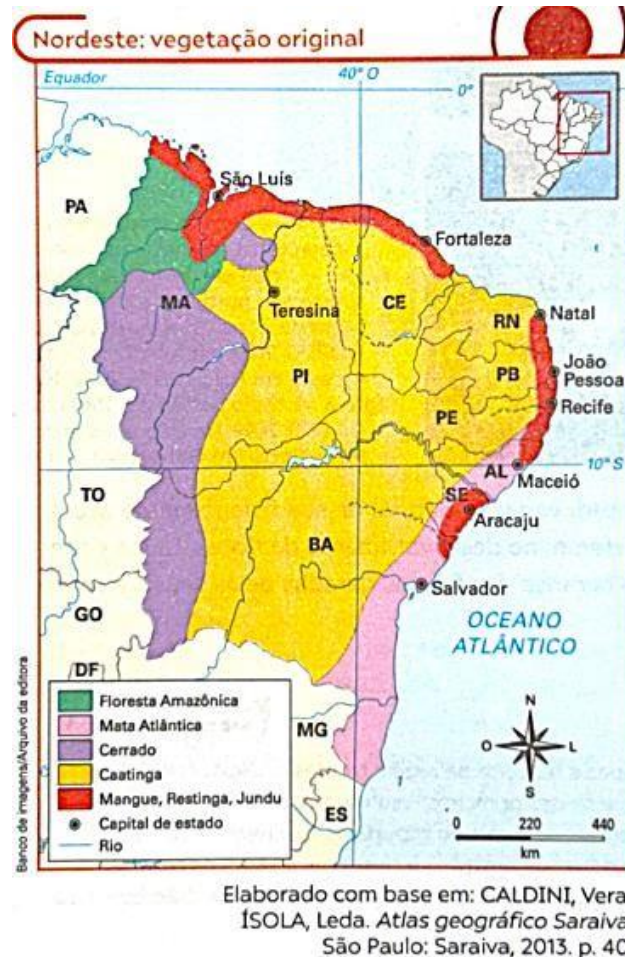 Nordeste: vegetação original
Equador
40° O
0°
São Luís
PA
Fortaleza
MA
Teresina
CE
RN
Natal
PI
PB
João
Pessoa
PE
Recife
AL
10° S
Maceió
TO
SE
Aracaju
BA
Salvador
GO
OCEANO
ATLÂNTICO
DF
Floresta Amazônica
Mata Atlântica
MG
Cerrado
Caatinga
Mangue, Restinga, Jundu
Capital de estado
Rio
ES
N
O
L
S
0 220 440
km
Banco de imagens/Arquivo da editora
Elaborado com base em: CALDINI, Vera
ÍSOLA, Leda. Atlas geográfico Saraiva
São Paulo: Saraiva, 2013. p. 40